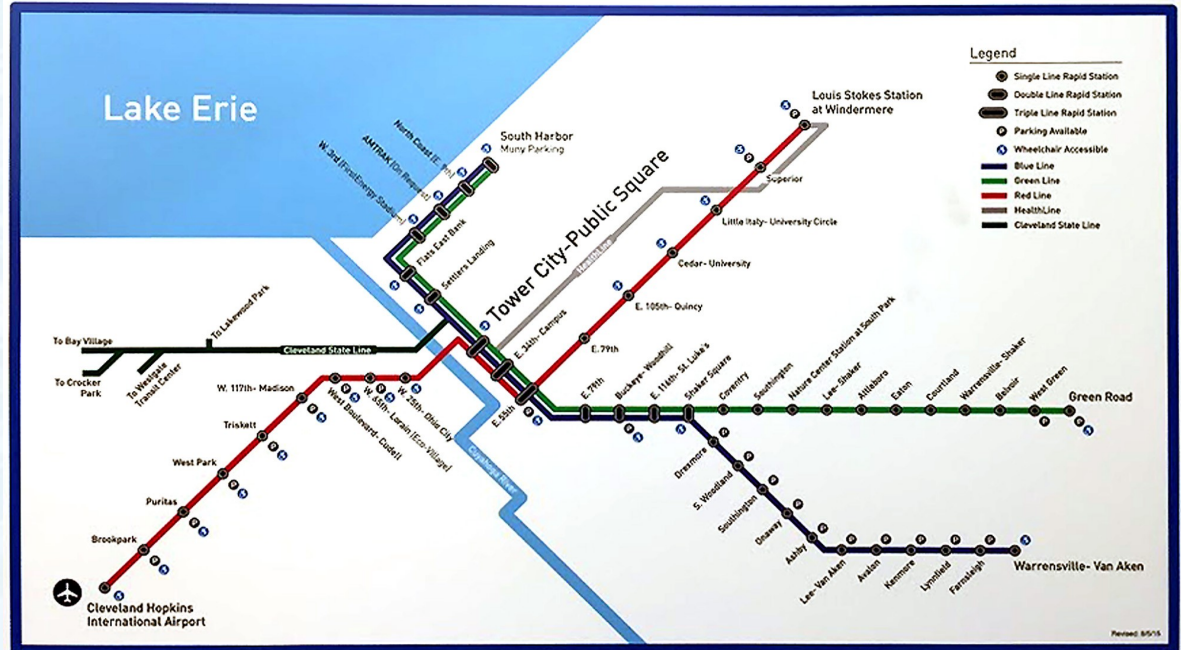 Lake Erie
Legend
Single Line Rapid Station
Double Line Rapid Station
Triple Line Rapid Station
P Parking Available
Wheelchair Accessible
Blue Line
Green Line
Red Line
HealthLine
Cleveland State Line
Louis Stokes Station
at Windermere
Superior
Little Italy- University Circle
Cedar- University
E. 105th- Quincy
E. 79th
HealthLine
South Harbor
Muny Parking
North Coast (E. 9th)
AMTRAK (On Request)
W. 3rd (FirstEnergy Stadium)
Flats East Bank
Settlers Landing
Tower City-Public Square
E. 34th- Campus
E. 55th
E. 79th
Buckeye- Woodhill
E. 116th- St. Luke's
Shaker Square
Coventry
Southington
Nature Center Station at South Park
Lee- Shaker
Attleboro
Eaton
Courtland
Warrensville- Shaker
Belvoir
West Green
Green Road
Drexmore
S. Woodland
Southington
Onaway
Ashby
Lee- Van Aken
Avalon
Kenmore
Lynnfield
Farnsleigh
Warrensville- Van Aken
To Bay Village
To Lakewood Park
To Crocker
Park
To Westgate
Transit Center
Cleveland State Line
W. 25th- Ohio City
W. 65th- Lorain (Eco-Village)
West Boulevard- Cudell
W. 117th- Madison
Triskett
West Park
Puritas
Brookpark
Cleveland Hopkins
International Airport
Cuyahoga River
Revised: 8/5/15